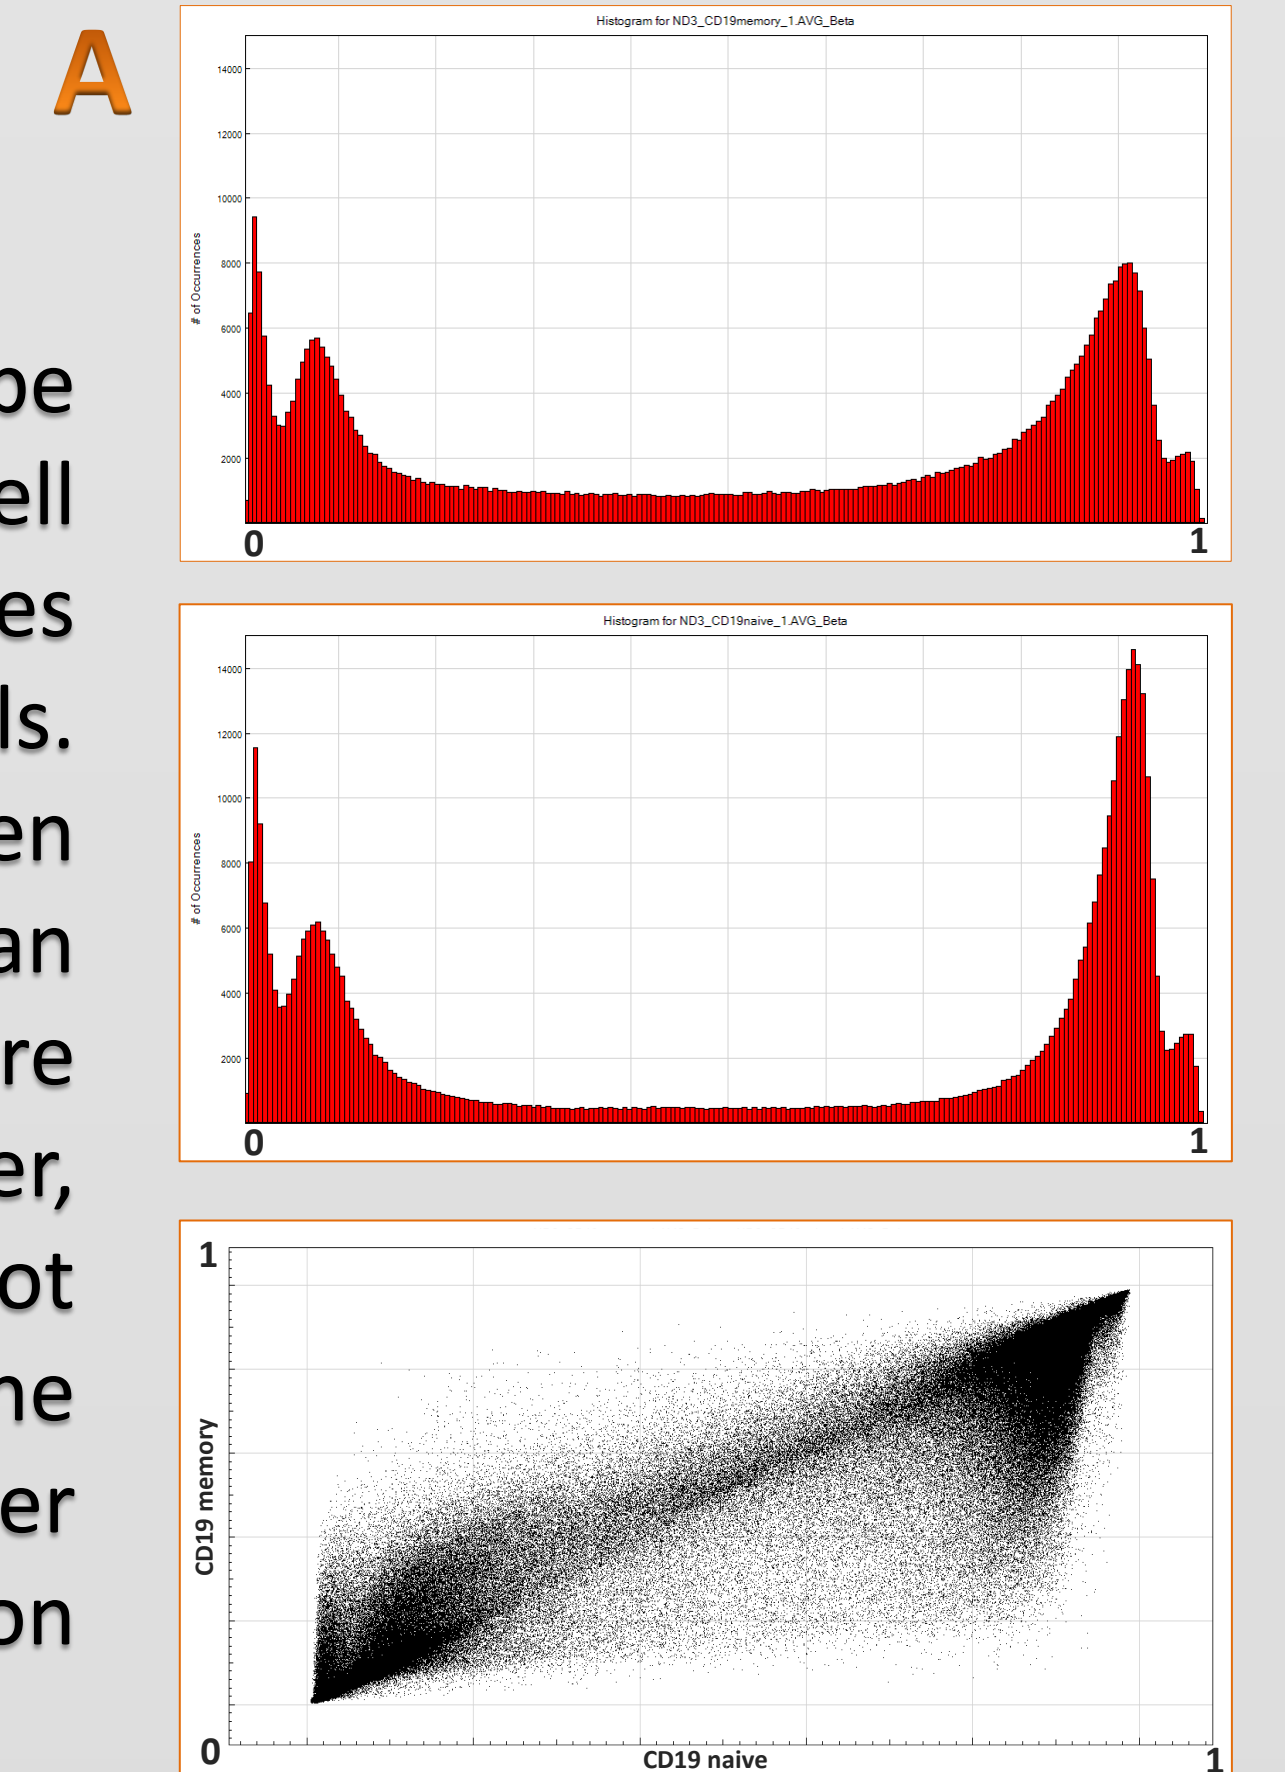 A
be
ell
es
ls.
en
an
re
er,
ot
ne
er
on
Histogram for ND3_CD19memory_1.AVG_Beta
# of Occurrences
14000
12000
10000
8000
6000
4000
2000
0 1
Histogram for ND3_CD19naive_1.AVG_Beta
# of Occurrences
14000
12000
10000
8000
6000
4000
2000
0 1
1
CD19 memory
0 1
CD19 naive